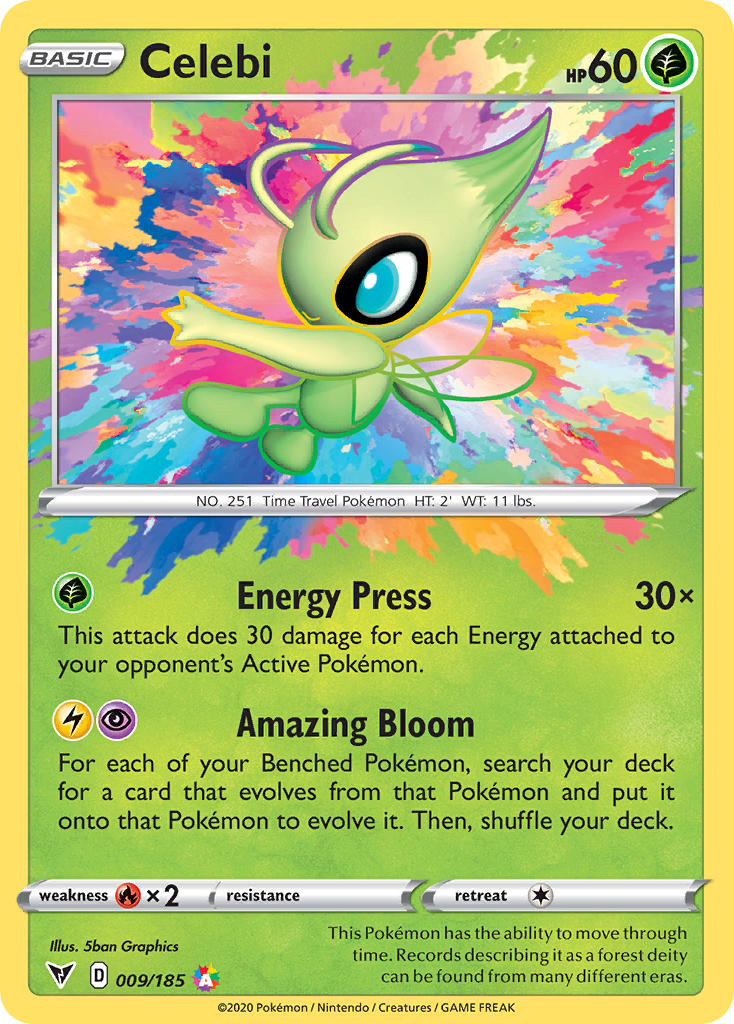 BASIC Celebi HP60
NO. 251 Time Travel Pokémon HT: 2' WT: 11 lbs.
Energy Press 30×
This attack does 30 damage for each Energy attached to
your opponent's Active Pokémon.
Amazing Bloom
For each of your Benched Pokémon, search your deck
for a card that evolves from that Pokémon and put it
onto that Pokémon to evolve it. Then, shuffle your deck.
weakness ×2 resistance retreat
Illus. 5ban Graphics
This Pokémon has the ability to move through
time. Records describing it as a forest deity
can be found from many different eras.
D 009/185 A
©2020 Pokémon / Nintendo / Creatures / GAME FREAK